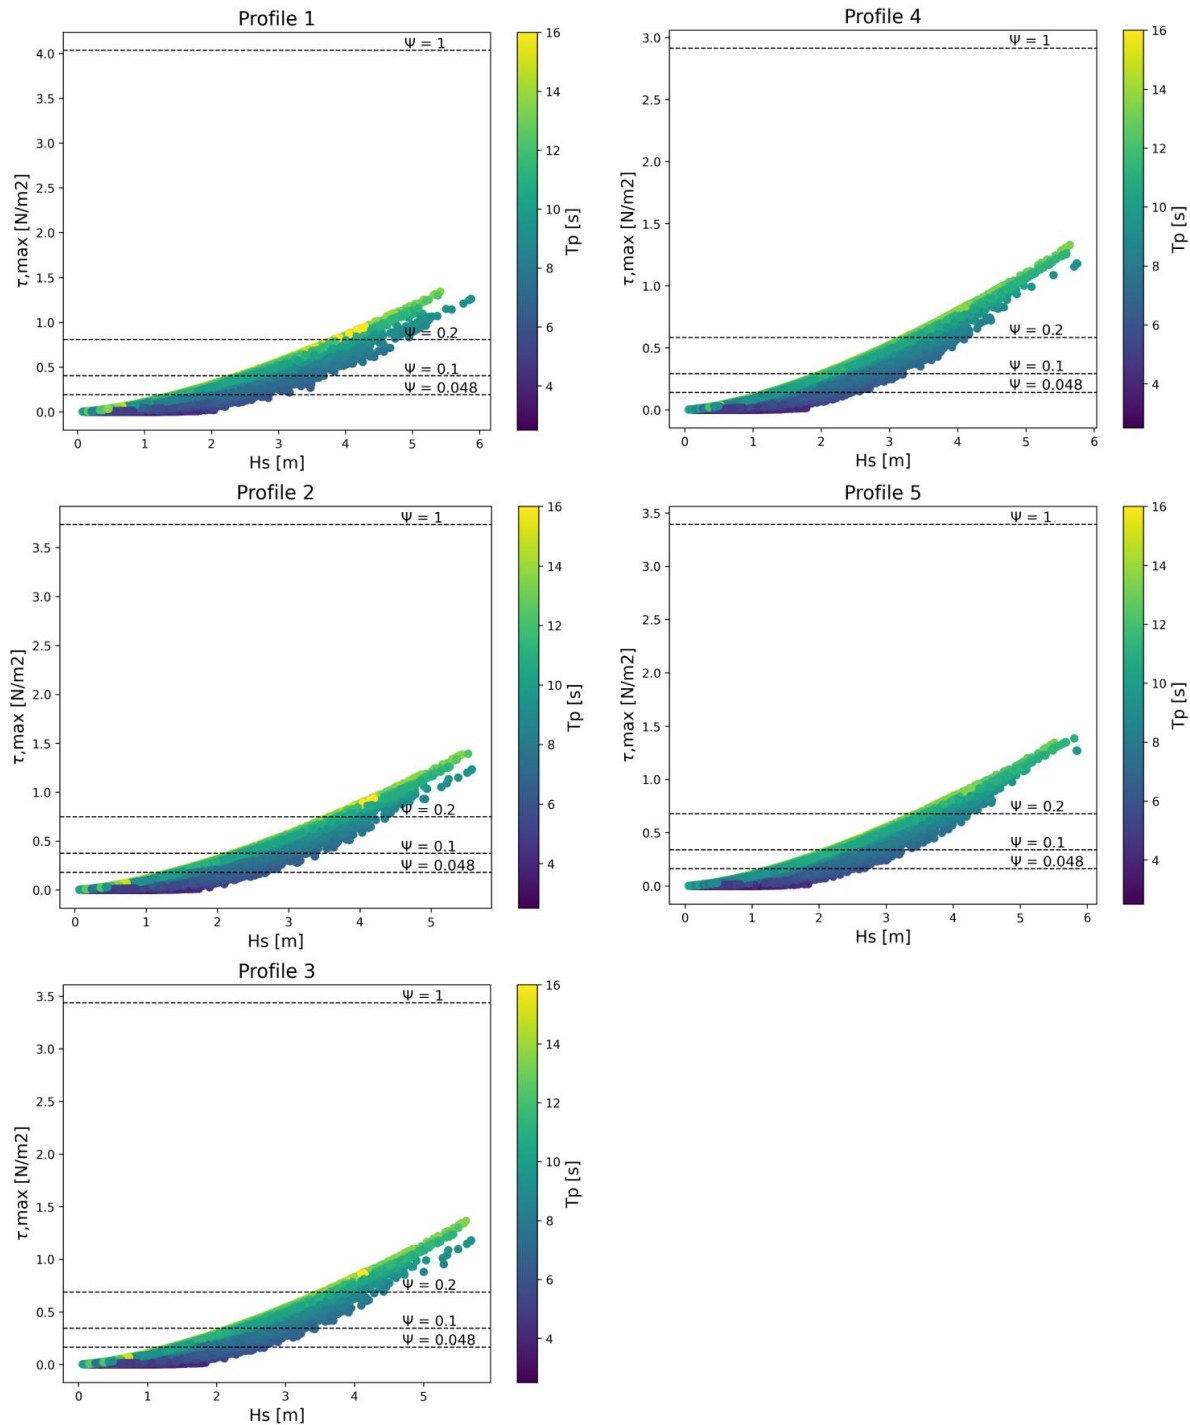 Profile 1
Ψ = 1
Ψ = 0.2
Ψ = 0.1
Ψ = 0.048
4.0
3.5
3.0
2.5
2.0
1.5
1.0
0.5
0.0
τ,max [N/m2]
0 1 2 3 4 5 6
Hs [m]
16
14
12
10
8
6
4
Tp [s]
Profile 4
Ψ = 1
Ψ = 0.2
Ψ = 0.1
Ψ = 0.048
3.0
2.5
2.0
1.5
1.0
0.5
0.0
τ,max [N/m2]
0 1 2 3 4 5 6
Hs [m]
16
14
12
10
8
6
4
Tp [s]
Profile 2
Ψ = 1
Ψ = 0.2
Ψ = 0.1
Ψ = 0.048
3.5
3.0
2.5
2.0
1.5
1.0
0.5
0.0
τ,max [N/m2]
0 1 2 3 4 5
Hs [m]
16
14
12
10
8
6
4
Tp [s]
Profile 5
Ψ = 1
Ψ = 0.2
Ψ = 0.1
Ψ = 0.048
3.5
3.0
2.5
2.0
1.5
1.0
0.5
0.0
τ,max [N/m2]
0 1 2 3 4 5 6
Hs [m]
16
14
12
10
8
6
4
Tp [s]
Profile 3
Ψ = 1
Ψ = 0.2
Ψ = 0.1
Ψ = 0.048
3.5
3.0
2.5
2.0
1.5
1.0
0.5
0.0
τ,max [N/m2]
0 1 2 3 4 5
Hs [m]
16
14
12
10
8
6
4
Tp [s]